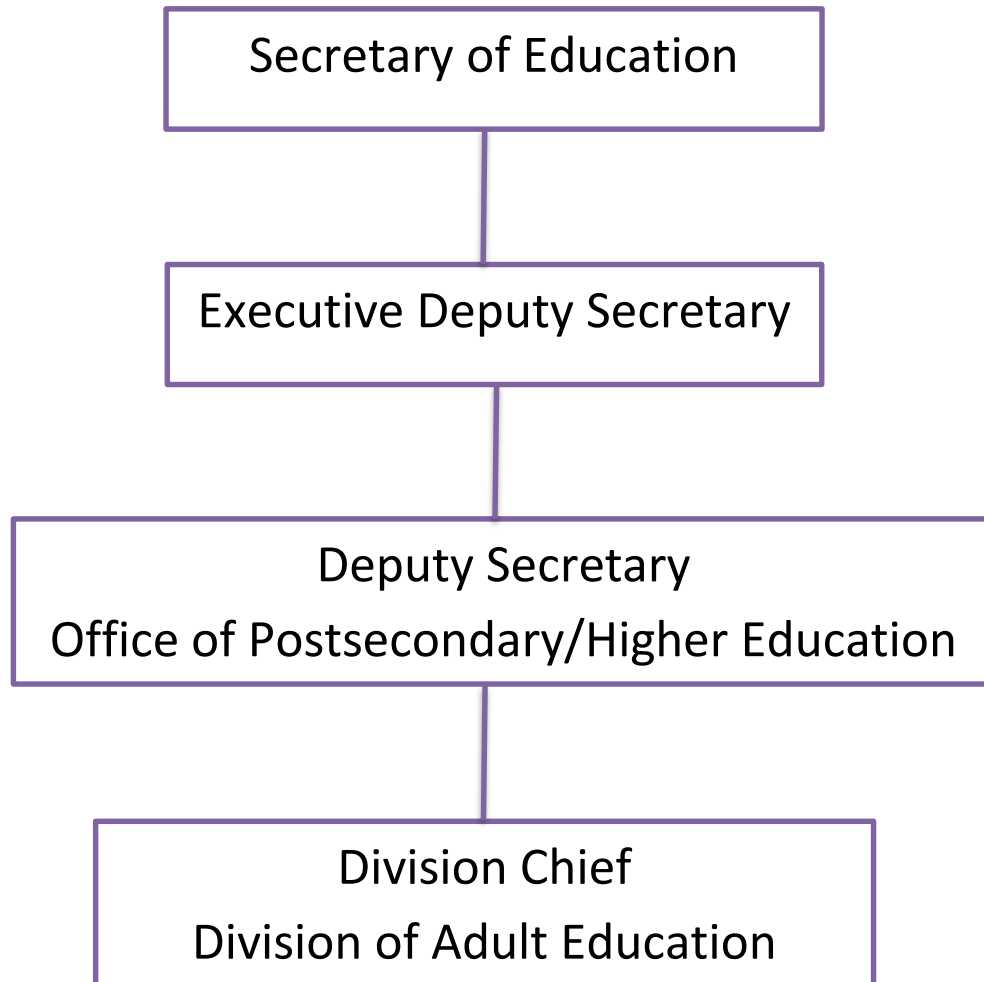 Secretary of Education
Executive Deputy Secretary
Deputy Secretary
Office of Postsecondary/Higher Education
Division Chief
Division of Adult Education